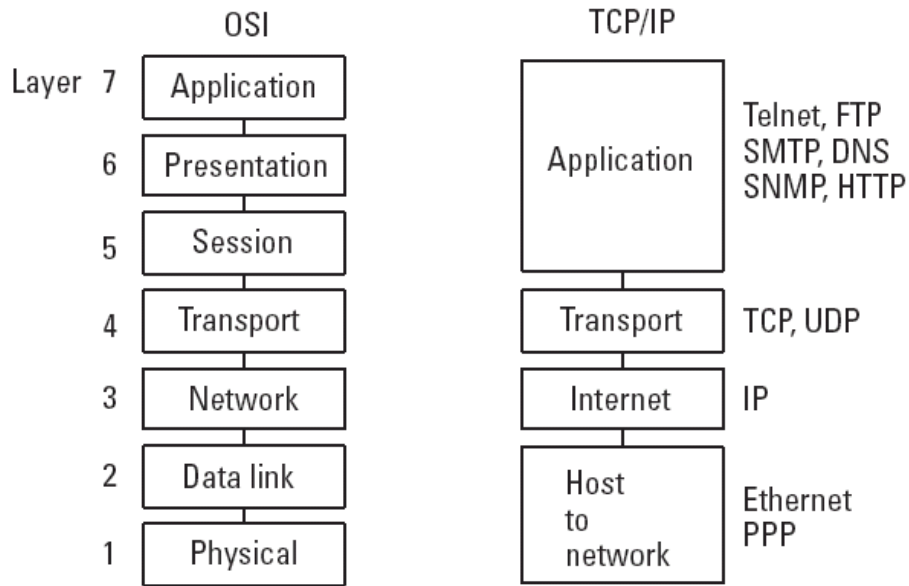 OSI
TCP/IP
Layer 7 Application
6 Presentation
5 Session
4 Transport
3 Network
2 Data link
1 Physical
Application
Telnet, FTP
SMTP, DNS
SNMP, HTTP
Transport
TCP, UDP
Internet
IP
Host
to
network
Ethernet
PPP